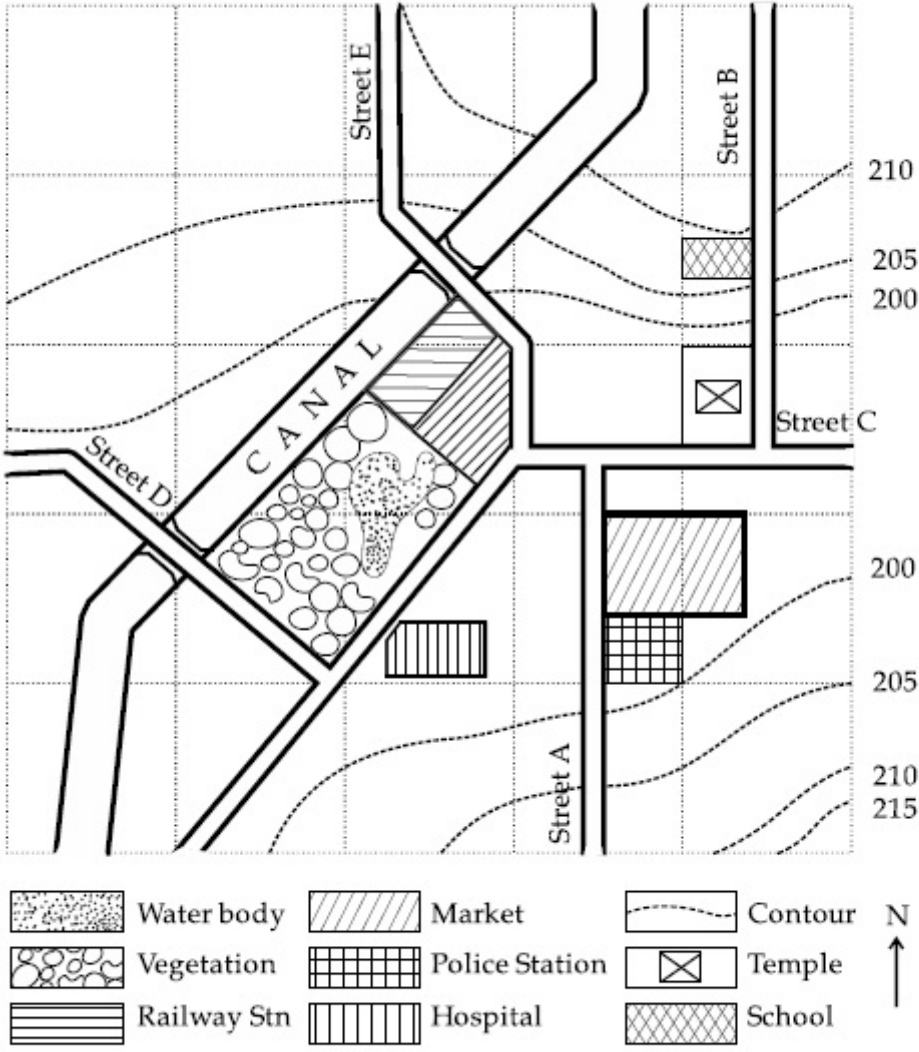 Street E
Street B
210
205
200
CANAL
Street C
Street D
200
205
210
215
Street A
Water body
Market
Contour
N
Vegetation
Police Station
Temple
Railway Stn
Hospital
School